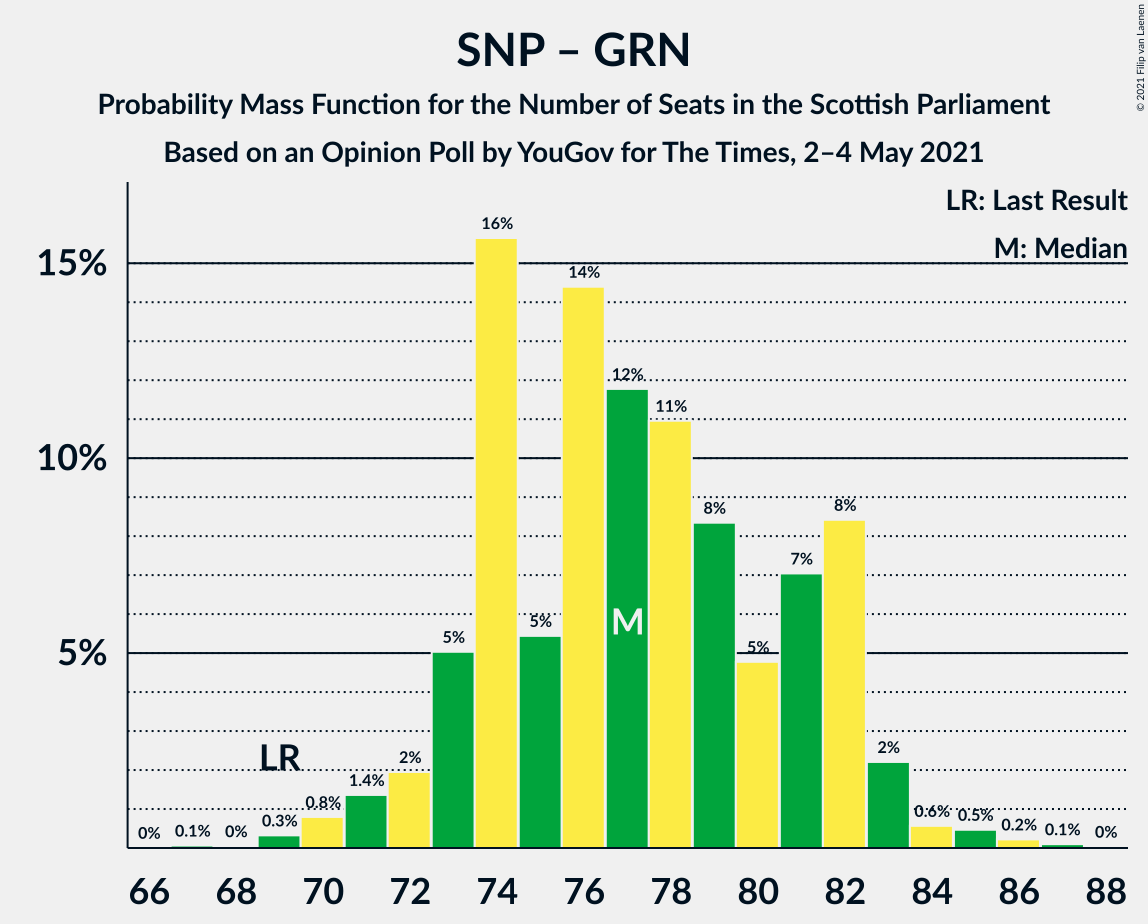 SNP – GRN
Probability Mass Function for the Number of Seats in the Scottish Parliament
Based on an Opinion Poll by YouGov for The Times, 2–4 May 2021
© 2021 Filip van Laenen
LR: Last Result
M: Median
15%
10%
5%
0%
0.1%
0%
0.3%
0.8%
1.4%
2%
5%
16%
5%
14%
12%
11%
8%
5%
7%
8%
2%
0.6%
0.5%
0.2%
0.1%
0%
LR
M
66 68 70 72 74 76 78 80 82 84 86 88